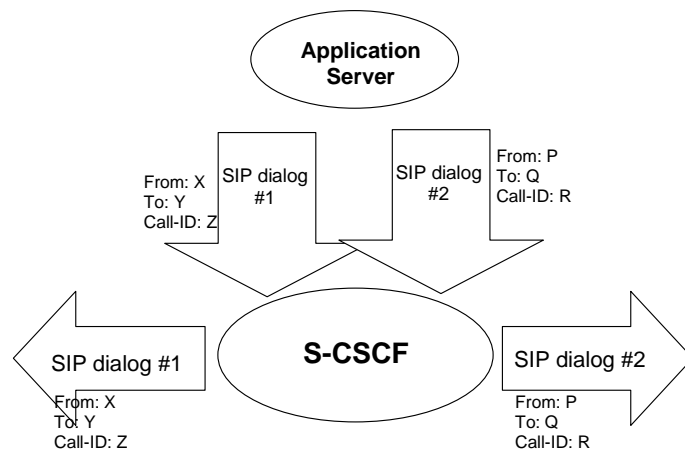 Application
Server
From: X
To: Y
Call-ID: Z
SIP dialog
#1
SIP dialog
#2
From: P
To: Q
Call-ID: R
SIP dialog #1
S-CSCF
SIP dialog #2
From: X
To: Y
Call-ID: Z
From: P
To: Q
Call-ID: R